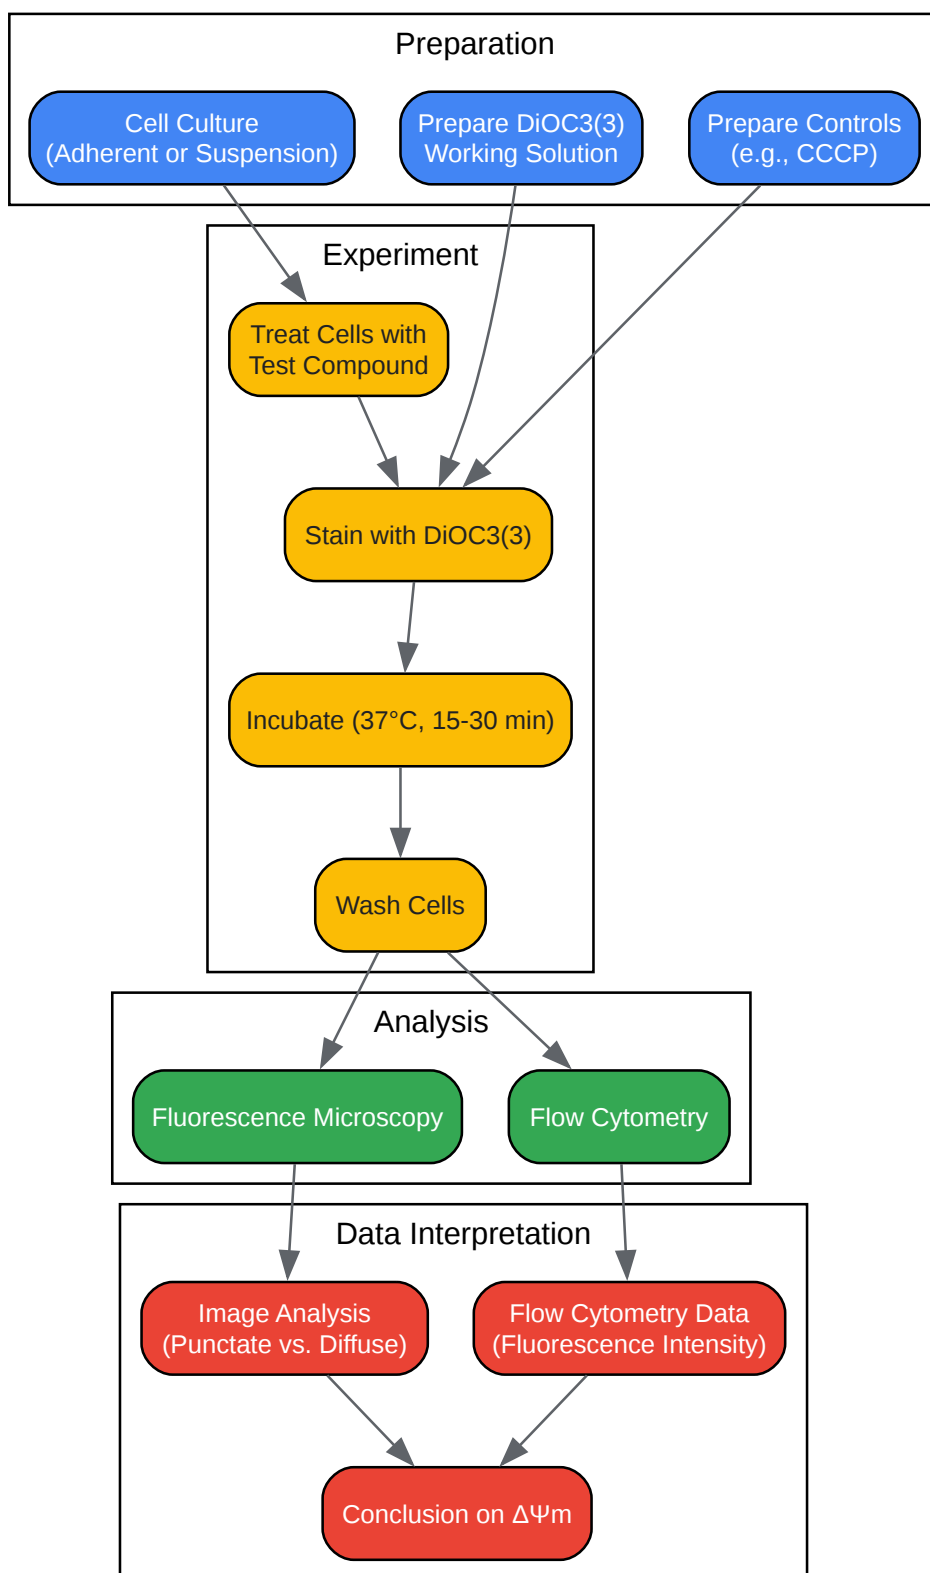 Preparation
Cell Culture
(Adherent or Suspension)
Prepare DiOC3(3)
Working Solution
Prepare Controls
(e.g., CCCP)
Experiment
Treat Cells with
Test Compound
Stain with DiOC3(3)
Incubate (37°C, 15-30 min)
Wash Cells
Analysis
Fluorescence Microscopy
Flow Cytometry
Data Interpretation
Image Analysis
(Punctate vs. Diffuse)
Flow Cytometry Data
(Fluorescence Intensity)
Conclusion on ΔΨm